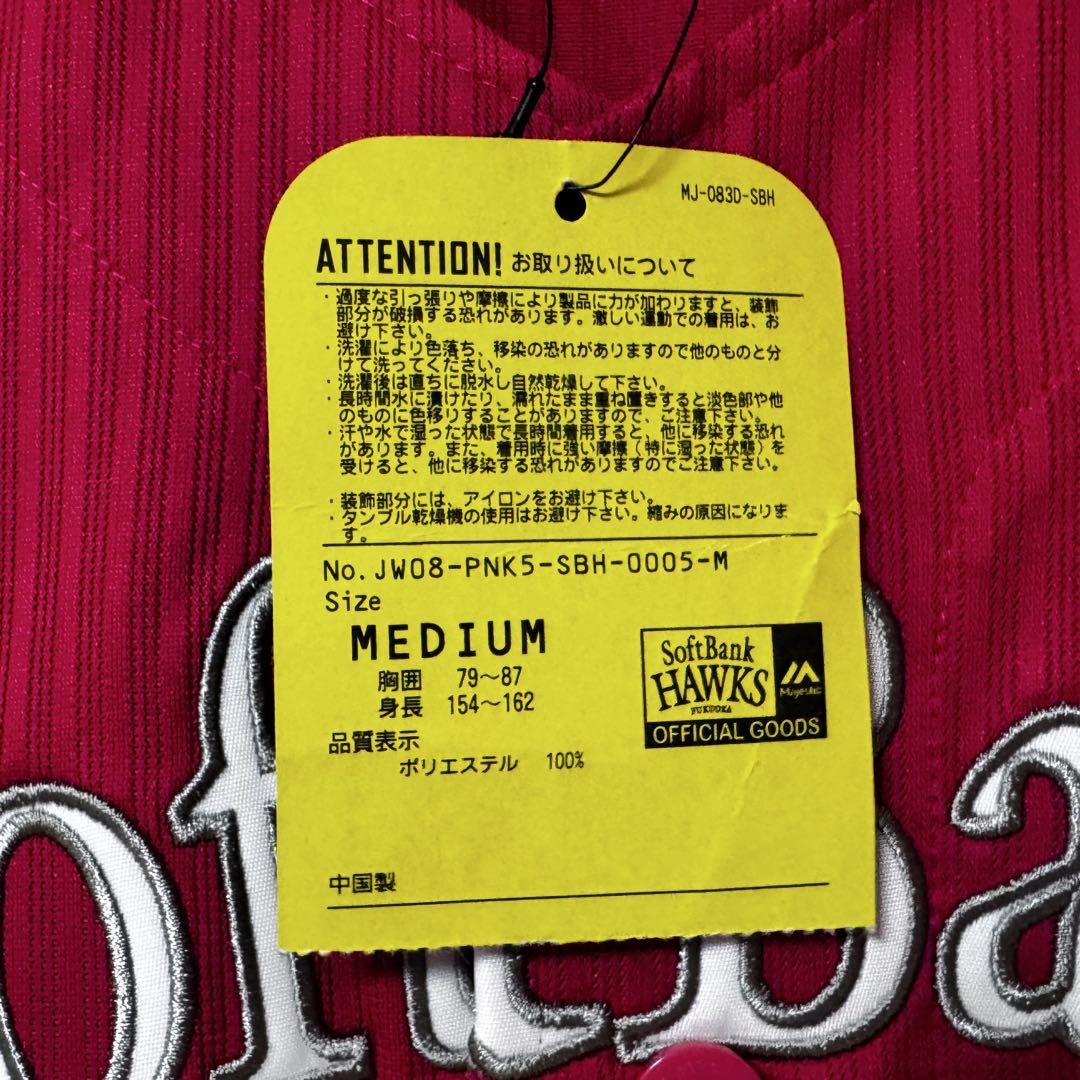 MJ-083D-SBH
ATTENTION! お取り扱いについて
・過度な引っ張りや摩擦により製品に力が加わりますと、装飾
部分が破損する恐れがあります。激しい運動での着用は、お
避け下さい。
・洗濯により色落ち、移染の恐れがありますので他のものと分
けて洗ってください。
・洗濯後は直ちに脱水し自然乾燥して下さい。
・長時間水に漬けたり、濡れたまま重ね置きすると淡色部や他
のものに色移りすることがありますので、ご注意下さい。
・汗や水で湿った状態で長時間着用すると、他に移染する恐れ
があります。また、着用時に強い摩擦(特に湿った状態)を
受けると、他に移染する恐れがありますのでご注意下さい。
・装飾部分には、アイロンをお避け下さい。
・タンブル乾燥機の使用はお避け下さい。縮みの原因になりま
す。
No. JW08-PNK5-SBH-0005-M
Size
MEDIUM
胸囲 79～87
身長 154～162
品質表示
ポリエステル 100%
SoftBank
HAWKS
FUKUOKA
Majestic
OFFICIAL GOODS
中国製
oftBa